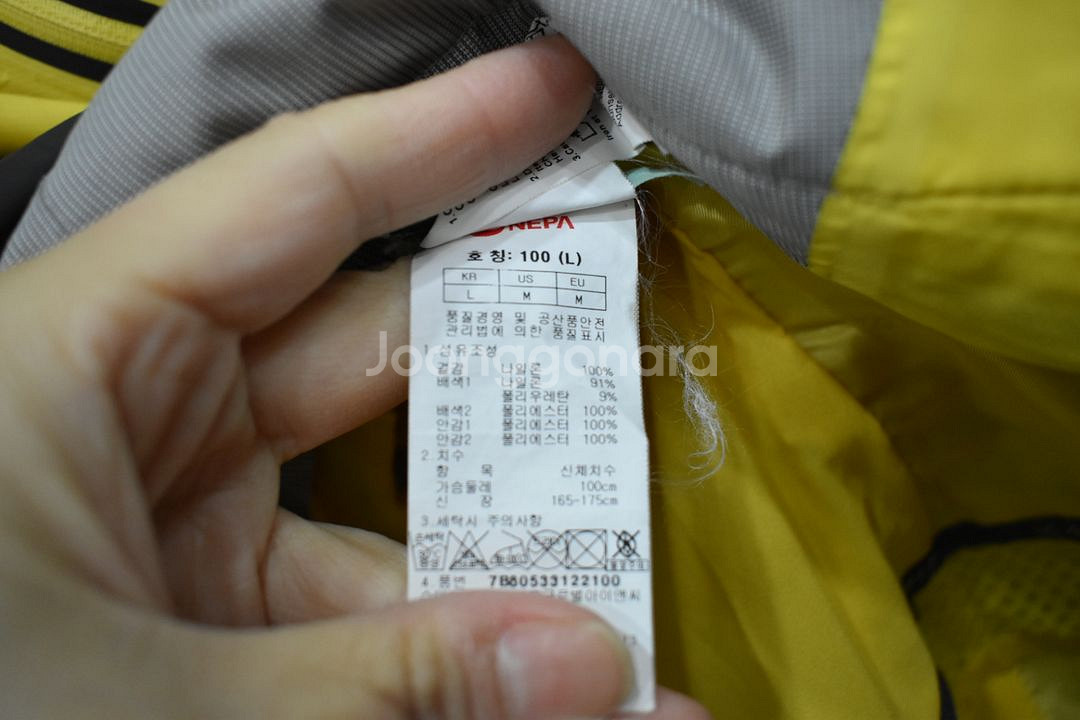 NEPA
호 칭: 100 (L)
KR US EU
L M M
품질경영 및 공산품안전
관리법에 의한 품질표시
Joonggonara
1.섬유조성
겉감 나일론 100%
배색1 나일론 91%
폴리우레탄 9%
배색2 폴리에스터 100%
안감1 폴리에스터 100%
안감2 폴리에스터 100%
2.치수
항 목 신체치수
가슴둘레 100cm
신 장 165-175cm
3.세탁시 주의사항
손세탁
4.품번 7B80533122100